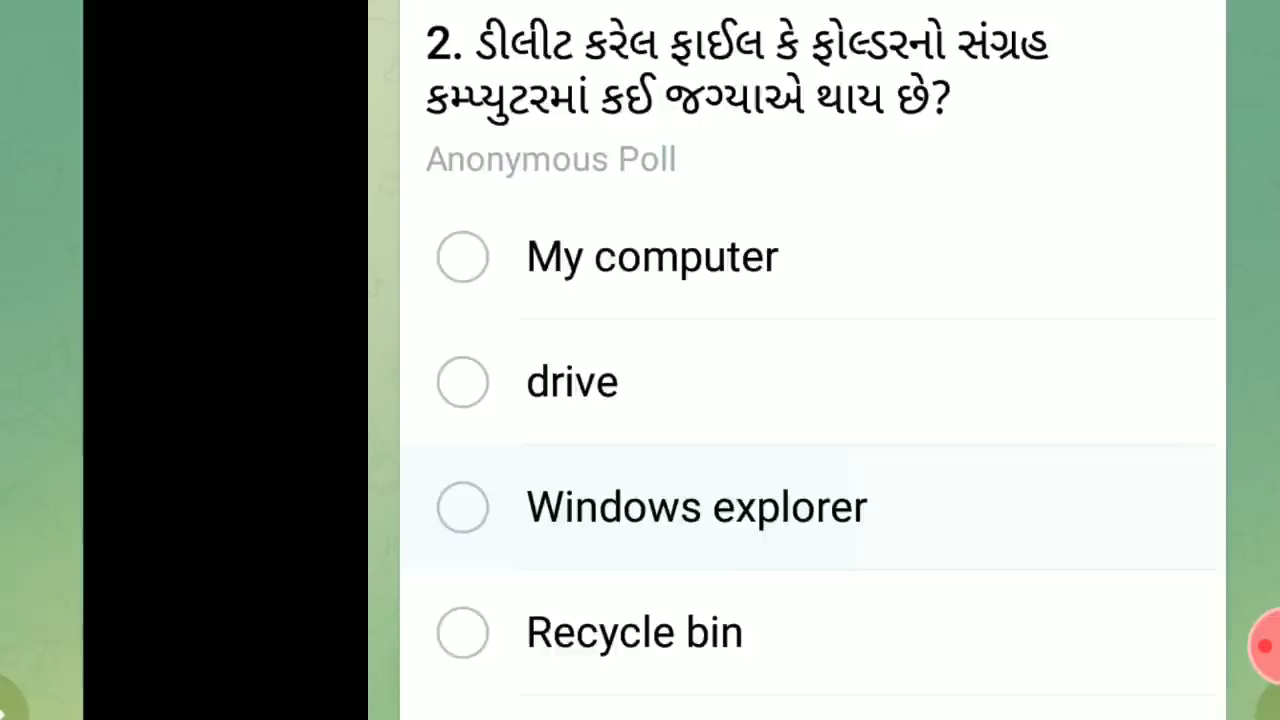 2. ડીલીટ કરેલ ફાઈલ કે ફોલ્ડરનો સંગ્રહ
કમ્પ્યુટરમાં કઈ જગ્યાએ થાય છે?
Anonymous Poll
My computer
drive
Windows explorer
Recycle bin